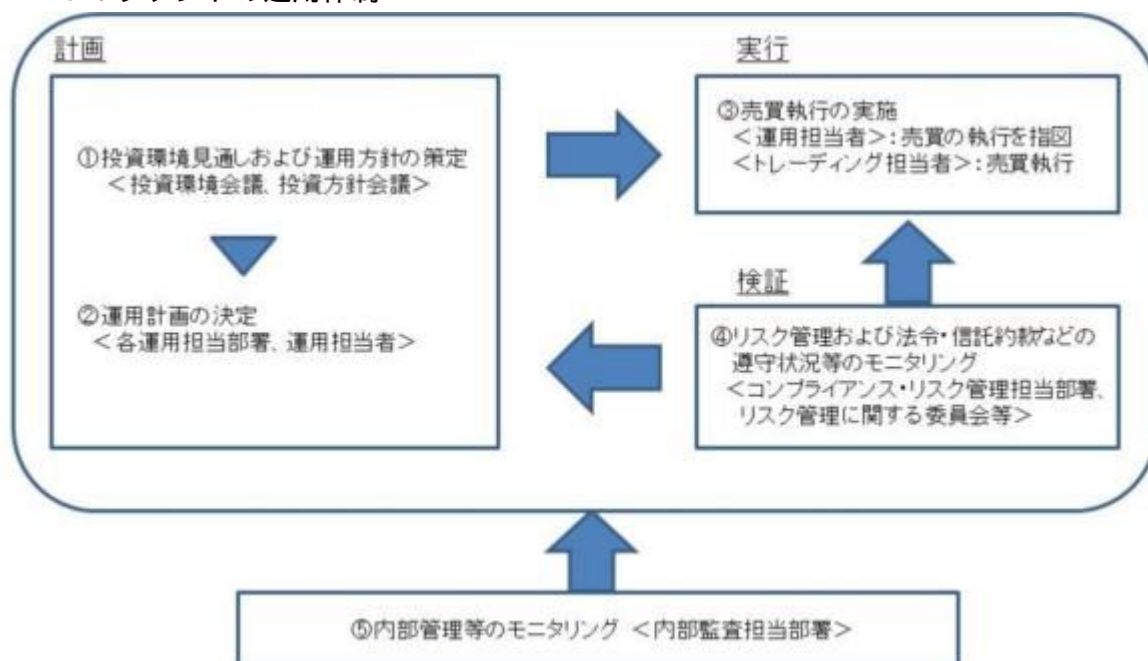 計画
①投資環境見通しおよび運用方針の策定
＜投資環境会議、投資方針会議＞
②運用計画の決定
＜各運用担当部署、運用担当者＞
実行
③売買執行の実施
＜運用担当者＞：売買の執行を指図
＜トレーディング担当者＞：売買執行
検証
④リスク管理および法令・信託約款などの
遵守状況等のモニタリング
＜コンプライアンス・リスク管理担当部署、
リスク管理に関する委員会等＞
⑤内部管理等のモニタリング ＜内部監査担当部署＞